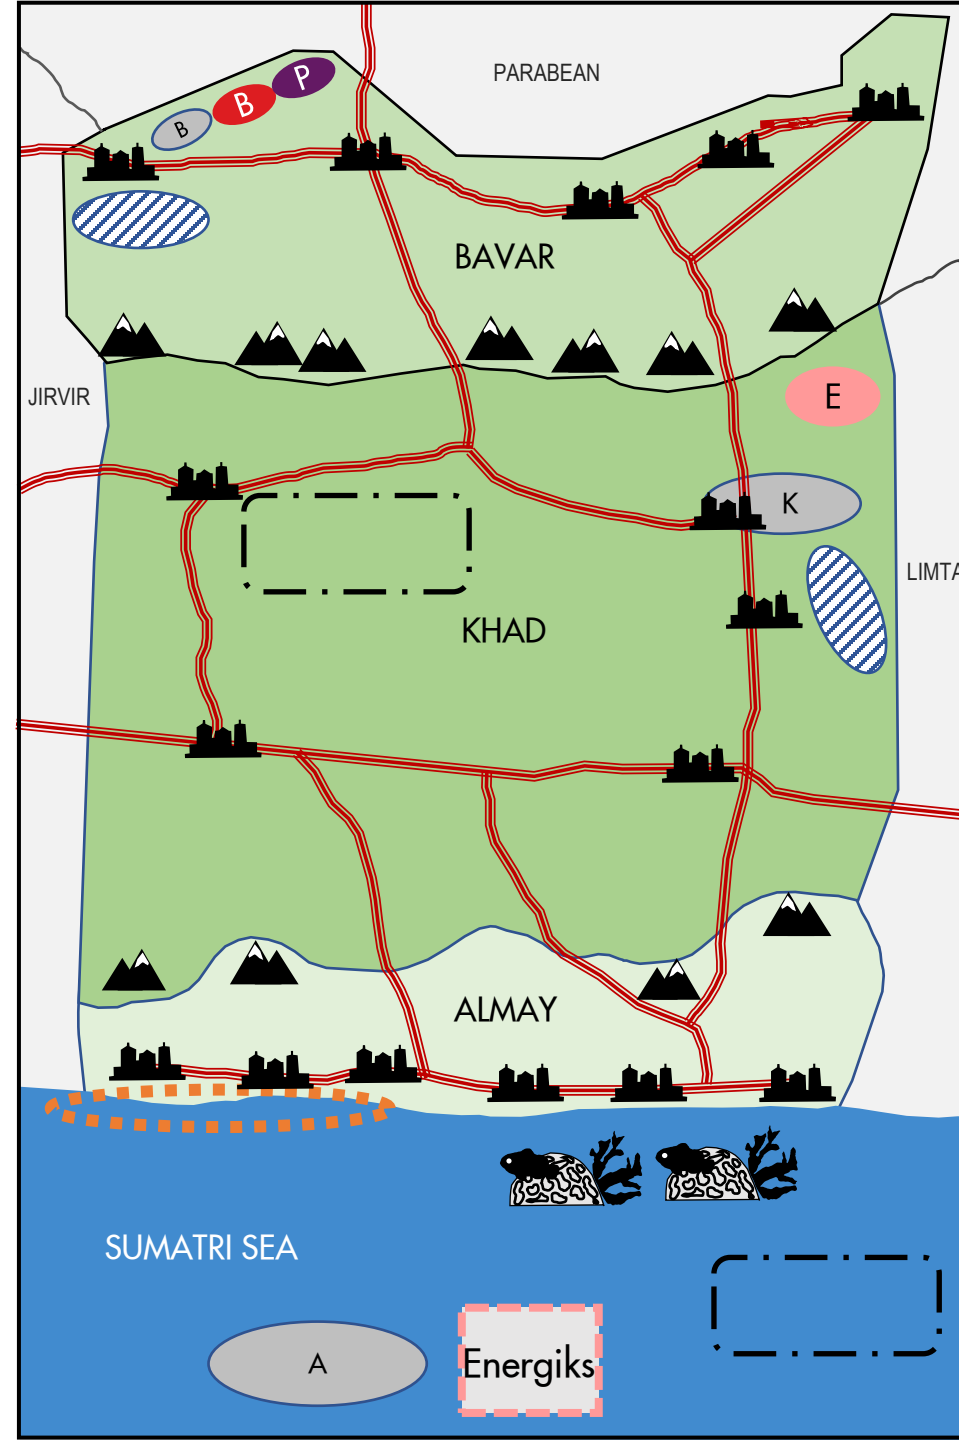 PARABEAN
P
B
B
BAVAR
JIRVIR
E
K
LIMTA
KHAD
ALMAY
SUMATRI SEA
A
Energiks